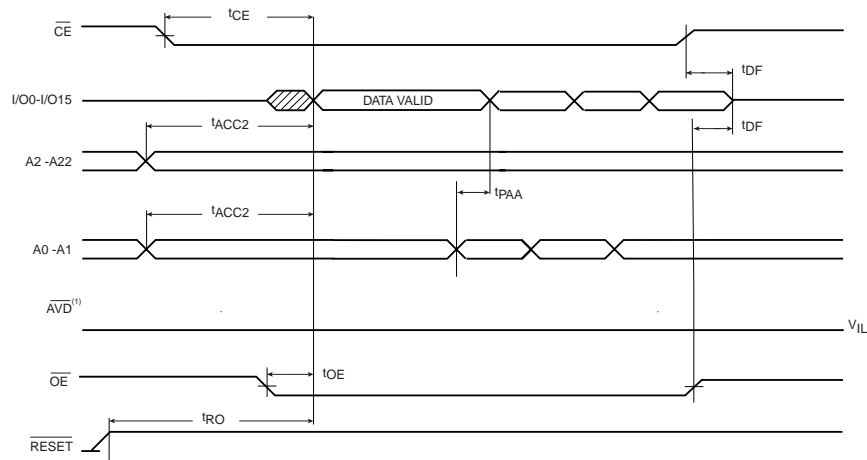 tCE
CE
tDF
I/O0-I/O15
DATA VALID
tACC2
tDF
A2 -A22
tPAA
tACC2
A0 -A1
AVD(1)
VIL
OE
tOE
tRO
RESET